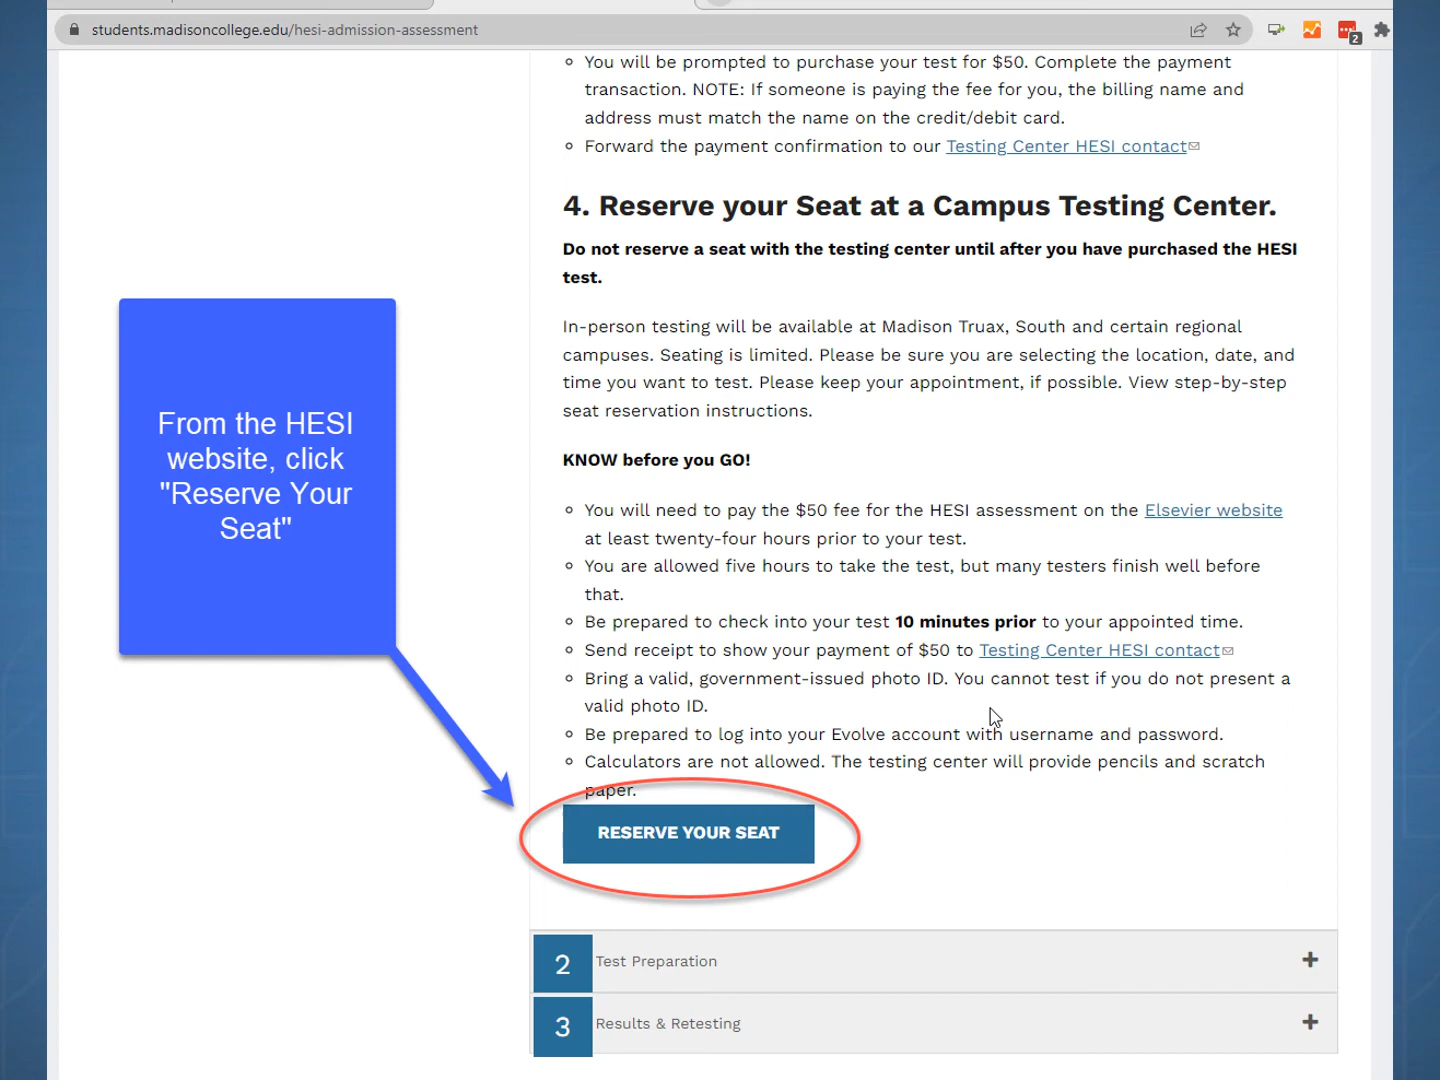 students.madisoncollege.edu/hesi-admission-assessment
2
You will be prompted to purchase your test for $50. Complete the payment
transaction. NOTE: If someone is paying the fee for you, the billing name and
address must match the name on the credit/debit card.
Forward the payment confirmation to our Testing Center HESI contact
4. Reserve your Seat at a Campus Testing Center.
Do not reserve a seat with the testing center until after you have purchased the HESI
test.
In-person testing will be available at Madison Truax, South and certain regional
campuses. Seating is limited. Please be sure you are selecting the location, date, and
time you want to test. Please keep your appointment, if possible. View step-by-step
seat reservation instructions.
From the HESI
website, click
"Reserve Your
Seat"
KNOW before you GO!
You will need to pay the $50 fee for the HESI assessment on the Elsevier website
at least twenty-four hours prior to your test.
You are allowed five hours to take the test, but many testers finish well before
that.
Be prepared to check into your test 10 minutes prior to your appointed time.
Send receipt to show your payment of $50 to Testing Center HESI contact
Bring a valid, government-issued photo ID. You cannot test if you do not present a
valid photo ID.
Be prepared to log into your Evolve account with username and password.
Calculators are not allowed. The testing center will provide pencils and scratch
paper.
RESERVE YOUR SEAT
2 Test Preparation +
3 Results & Retesting +